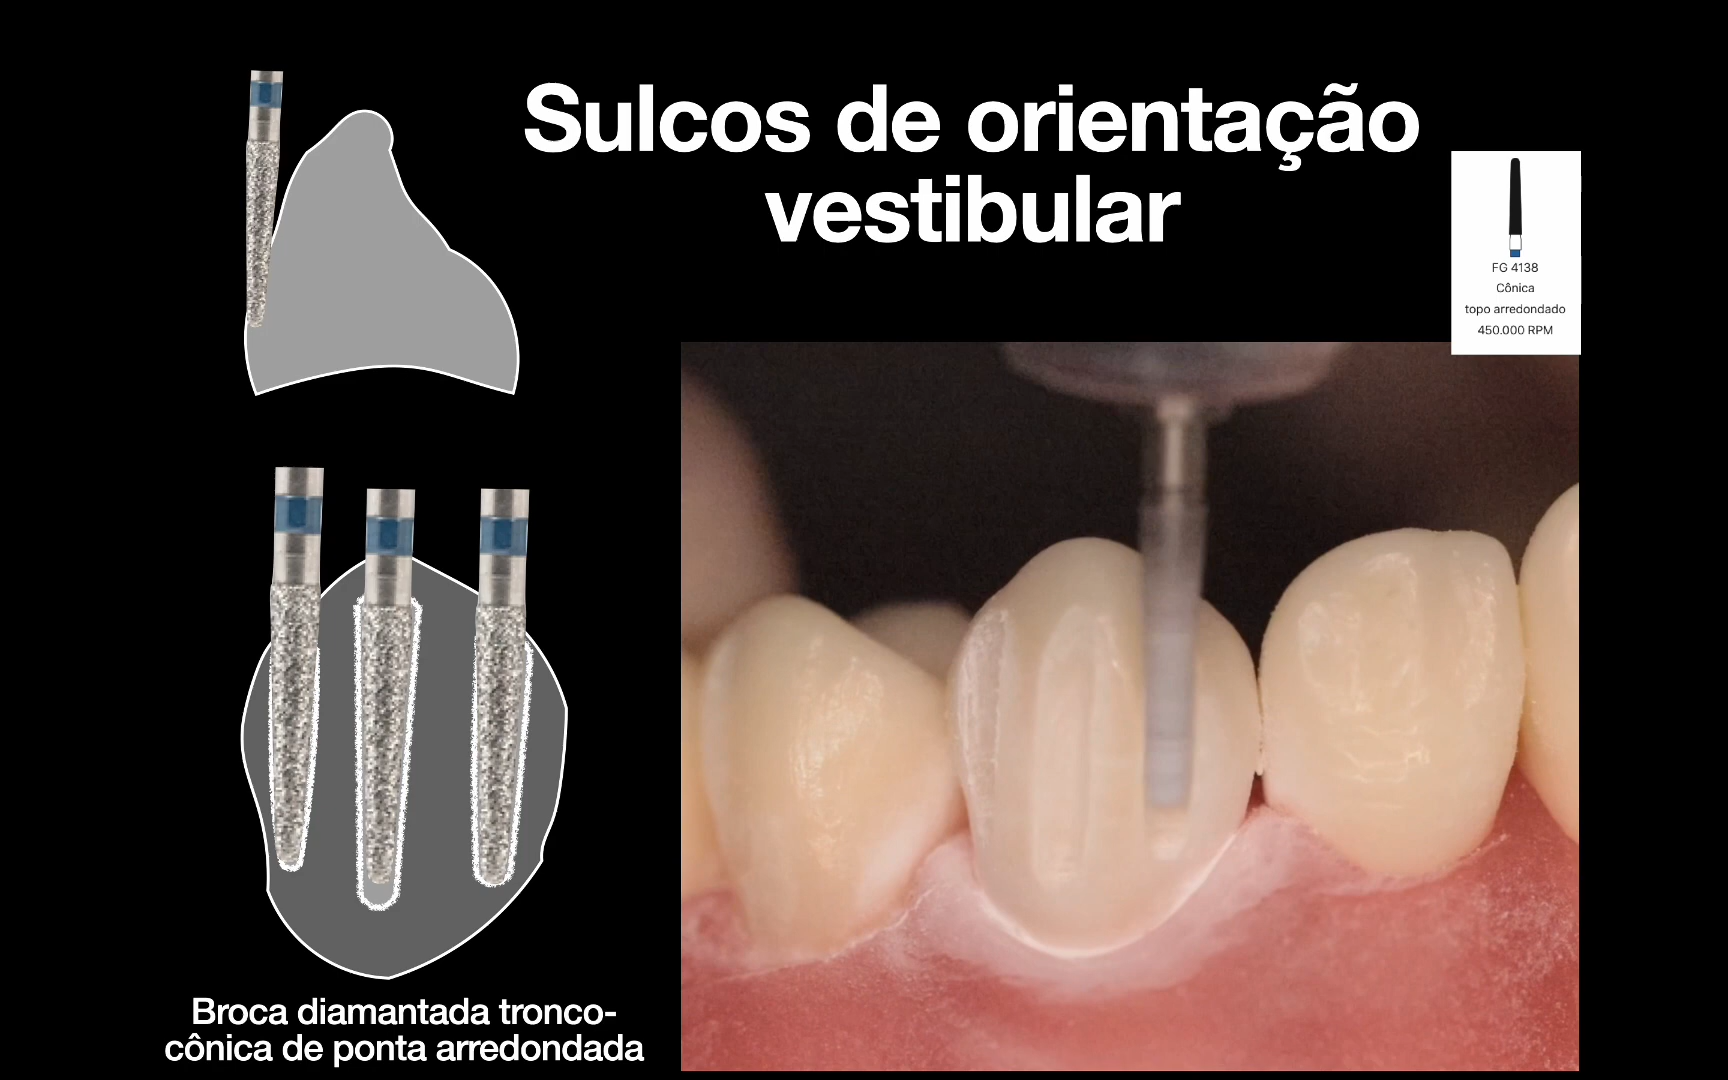 Sulcos de orientação
vestibular
FG 4138
Cônica
topo arredondado
450.000 RPM
Broca diamantada tronco-
cônica de ponta arredondada